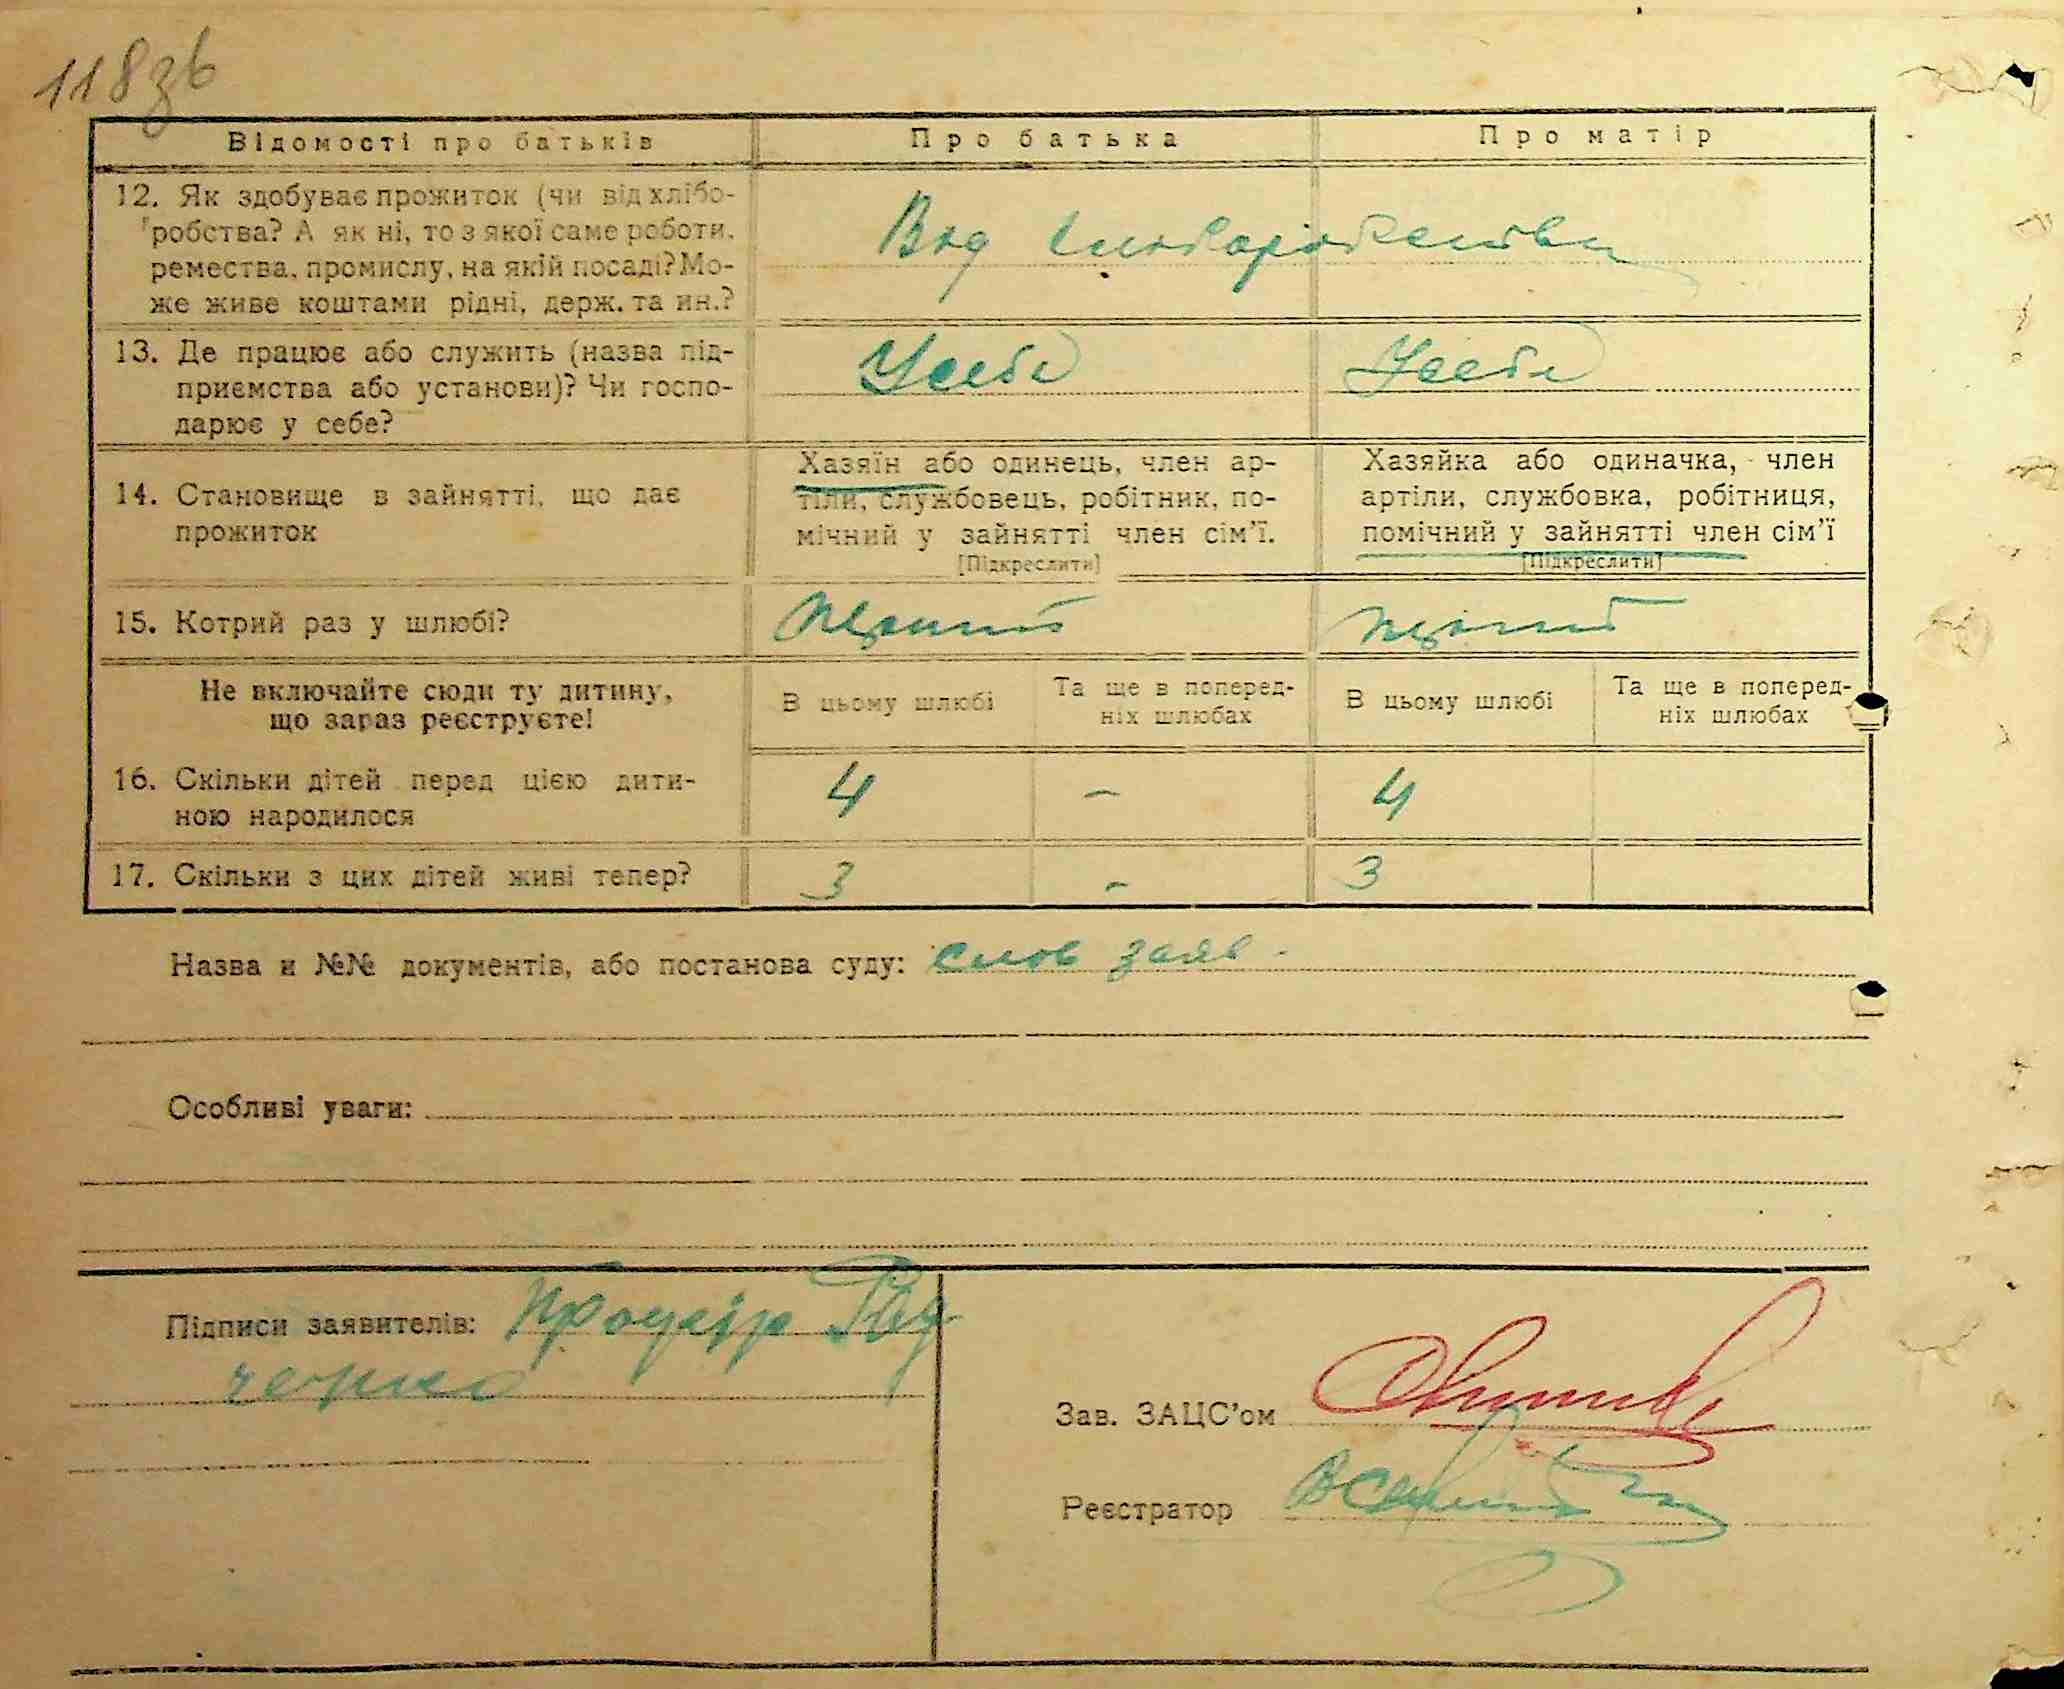 118зв
Відомості про батьків
Про батька
Про матір
12. Як здобуває прожиток (чи від хлібо-
робства? А як ні, то з якої саме роботи,
ремества, промислу, на якій посаді? Мо-
же живе коштами рідні, держ. та ин.?
Від хліборобства
13. Де працює або служить (назва під-
приємства або установи)? Чи госпо-
дарює у себе?
У себе
У себе
14. Становище в зайнятті, що дає
прожиток
Хазяїн або одинець, член ар-
тіли, службовець, робітник, по-
мічний у зайнятті член сім'ї.
[Підкреслити]
Хазяйка або одиначка, член
артіли, службовка, робітниця,
помічний у зайнятті член сім'ї
[Підкреслити]
15. Котрий раз у шлюбі?
перший
перший
Не включайте сюди ту дитину,
що зараз реєструєте!
В цьому шлюбі
Та ще в поперед-
ніх шлюбах
В цьому шлюбі
Та ще в поперед-
ніх шлюбах
16. Скільки дітей перед цією дити-
ною народилося
4 - 4
17. Скільки з цих дітей живі тепер?
3 - 3
Назва и №№ документів, або постанова суду: слов заяв.
Особливі уваги:
Підписи заявителів:
Зав. ЗАЦС'ом
Реєстратор